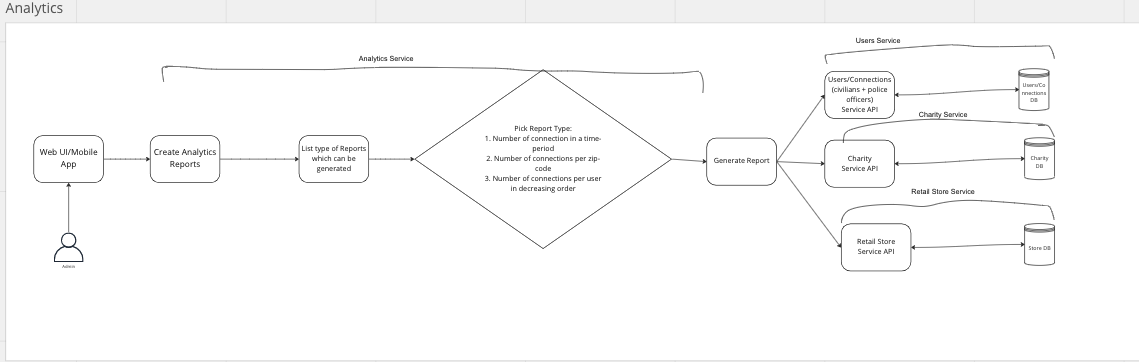 Analytics
Users Service
Analytics Service
Users/Connections
(civilians + police
officers)
Service API
Users/Co
nnections
DB
Charity Service
Pick Report Type:
1. Number of connection in a time-
period
2. Number of connections per zip-
code
3. Number of connections per user
in decreasing order
Web UI/Mobile
App
Create Analytics
Reports
List type of Reports
which can be
generated
Generate Report
Charity
Service API
Charity
DB
Retail Store Service
Retail Store
Service API
Store DB
Admin